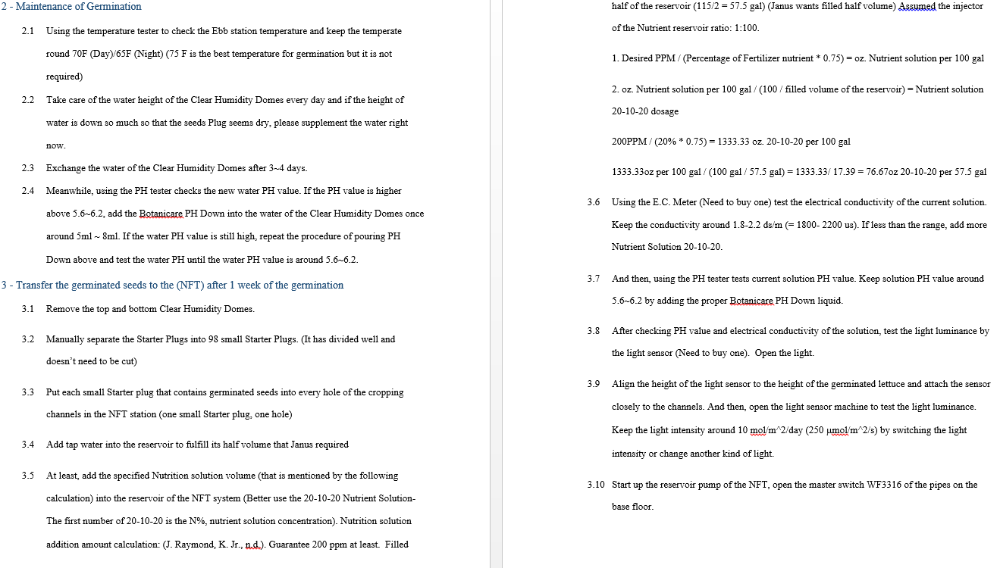 2 - Maintenance of Germination
2.1 Using the temperature tester to check the Ebb station temperature and keep the temperate
round 70F (Day)/65F (Night) (75 F is the best temperature for germination but it is not
required)
2.2 Take care of the water height of the Clear Humidity Domes every day and if the height of
water is down so much so that the seeds Plug seems dry, please supplement the water right
now.
2.3 Exchange the water of the Clear Humidity Domes after 3~4 days.
2.4 Meanwhile, using the PH tester checks the new water PH value. If the PH value is higher
above 5.6~6.2, add the Botanicare PH Down into the water of the Clear Humidity Domes once
around 5ml ~ 8ml. If the water PH value is still high, repeat the procedure of pouring PH
Down above and test the water PH until the water PH value is around 5.6~6.2.
3 - Transfer the germinated seeds to the (NFT) after 1 week of the germination
3.1 Remove the top and bottom Clear Humidity Domes.
3.2 Manually separate the Starter Plugs into 98 small Starter Plugs. (It has divided well and
doesn't need to be cut)
3.3 Put each small Starter plug that contains germinated seeds into every hole of the cropping
channels in the NFT station (one small Starter plug, one hole)
3.4 Add tap water into the reservoir to fulfill its half volume that Janus required
3.5 At least, add the specified Nutrition solution volume (that is mentioned by the following
calculation) into the reservoir of the NFT system (Better use the 20-10-20 Nutrient Solution-
The first number of 20-10-20 is the N%, nutrient solution concentration). Nutrition solution
addition amount calculation: (J. Raymond, K. Jr., n.d.). Guarantee 200 ppm at least. Filled
half of the reservoir (115/2 = 57.5 gal) (Janus wants filled half volume) Assumed the injector
of the Nutrient reservoir ratio: 1:100.
1. Desired PPM / (Percentage of Fertilizer nutrient * 0.75) = oz. Nutrient solution per 100 gal
2. oz. Nutrient solution per 100 gal / (100 / filled volume of the reservoir) = Nutrient solution
20-10-20 dosage
200PPM / (20% * 0.75) = 1333.33 oz. 20-10-20 per 100 gal
1333.33oz per 100 gal / (100 gal / 57.5 gal) = 1333.33/ 17.39 = 76.67oz 20-10-20 per 57.5 gal
3.6 Using the E.C. Meter (Need to buy one) test the electrical conductivity of the current solution.
Keep the conductivity around 1.8-2.2 ds/m (= 1800- 2200 us). If less than the range, add more
Nutrient Solution 20-10-20.
3.7 And then, using the PH tester tests current solution PH value. Keep solution PH value around
5.6~6.2 by adding the proper Botanicare PH Down liquid.
3.8 After checking PH value and electrical conductivity of the solution, test the light luminance by
the light sensor (Need to buy one). Open the light.
3.9 Align the height of the light sensor to the height of the germinated lettuce and attach the sensor
closely to the channels. And then, open the light sensor machine to test the light luminance.
Keep the light intensity around 10 mol/m^2/day (250 μmol/m^2/s) by switching the light
intensity or change another kind of light.
3.10 Start up the reservoir pump of the NFT, open the master switch WF3316 of the pipes on the
base floor.